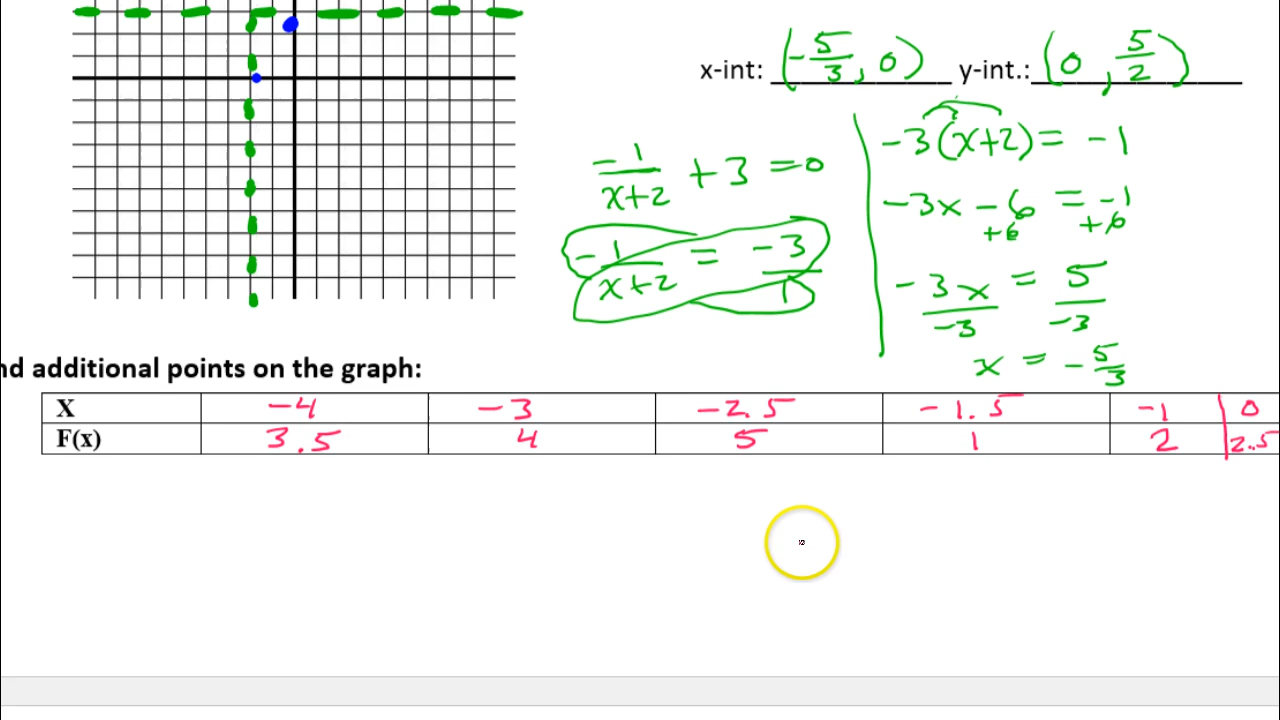 x-int: (-5/3, 0) y-int.: (0, 5/2)
-1/(x+2) + 3 = 0
-1/(x+2) = -3/1
-3(x+2) = -1
-3x - 6 = -1
+6 +6
-3x/-3 = 5/-3
x = -5/3
nd additional points on the graph:
X -4 -3 -2.5 -1.5 -1 0
F(x) 3.5 4 5 1 2 2.5